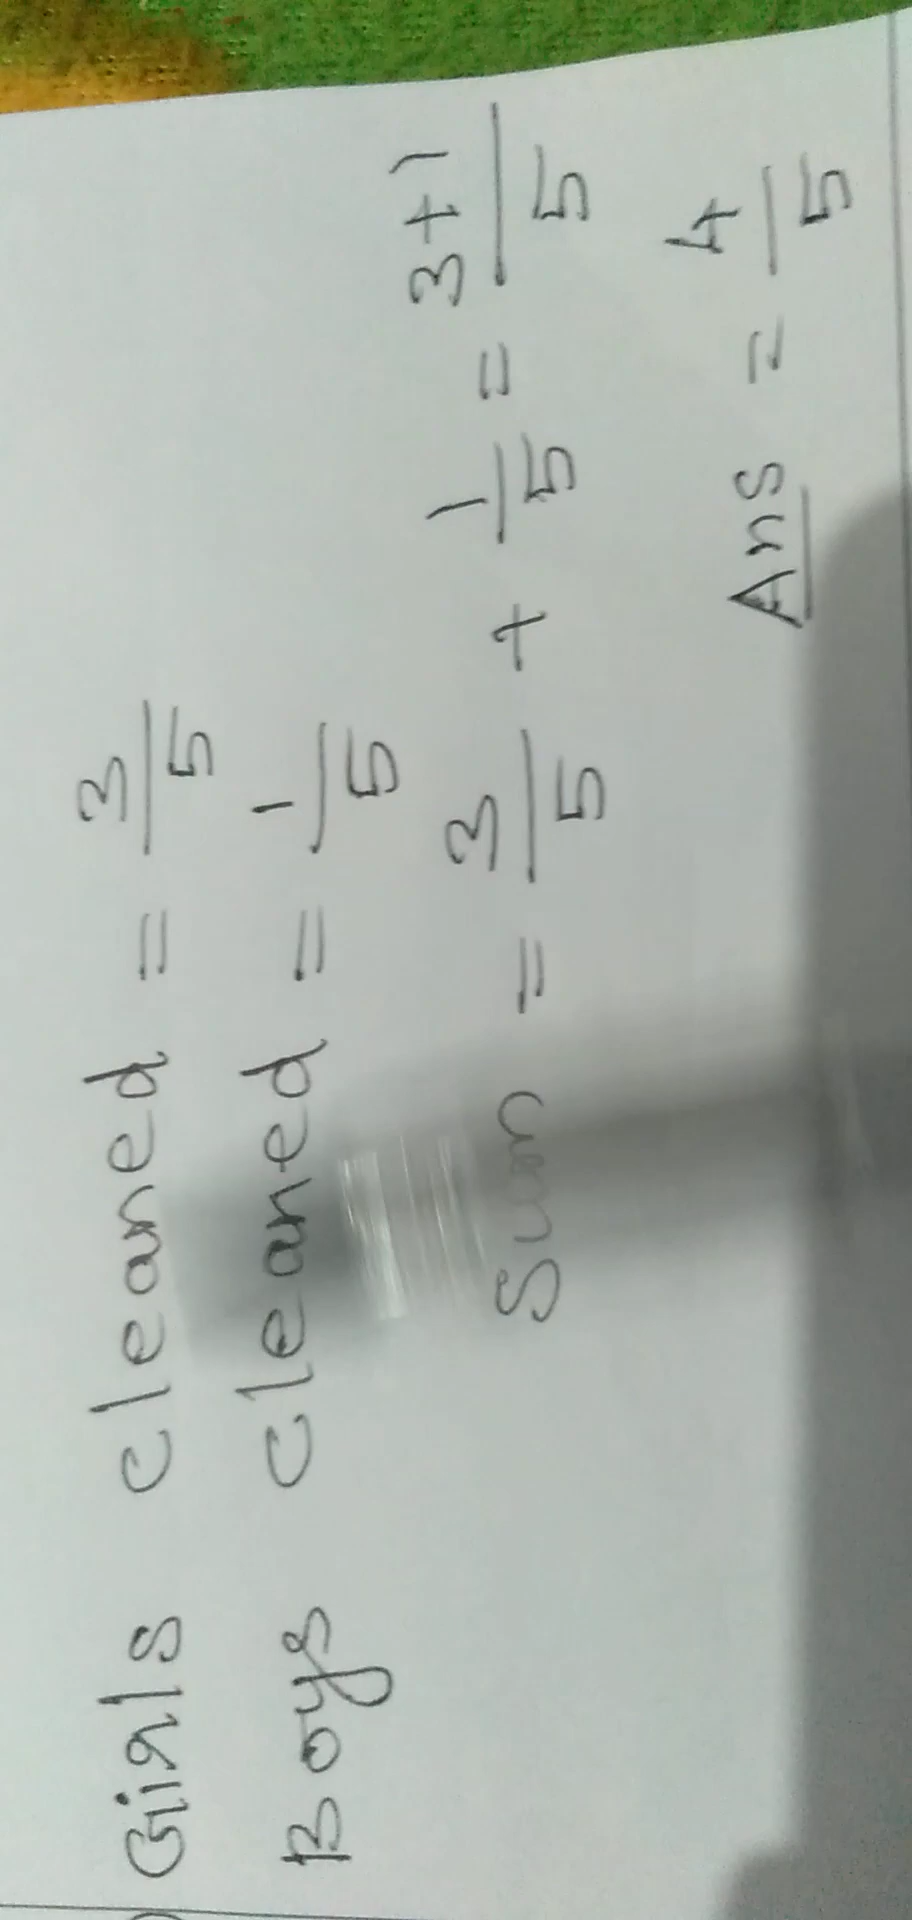 Girls cleaned = 3/5
Boys cleaned = 1/5
Sum = 3/5 + 1/5 = 3+1/5
Ans = 4/5